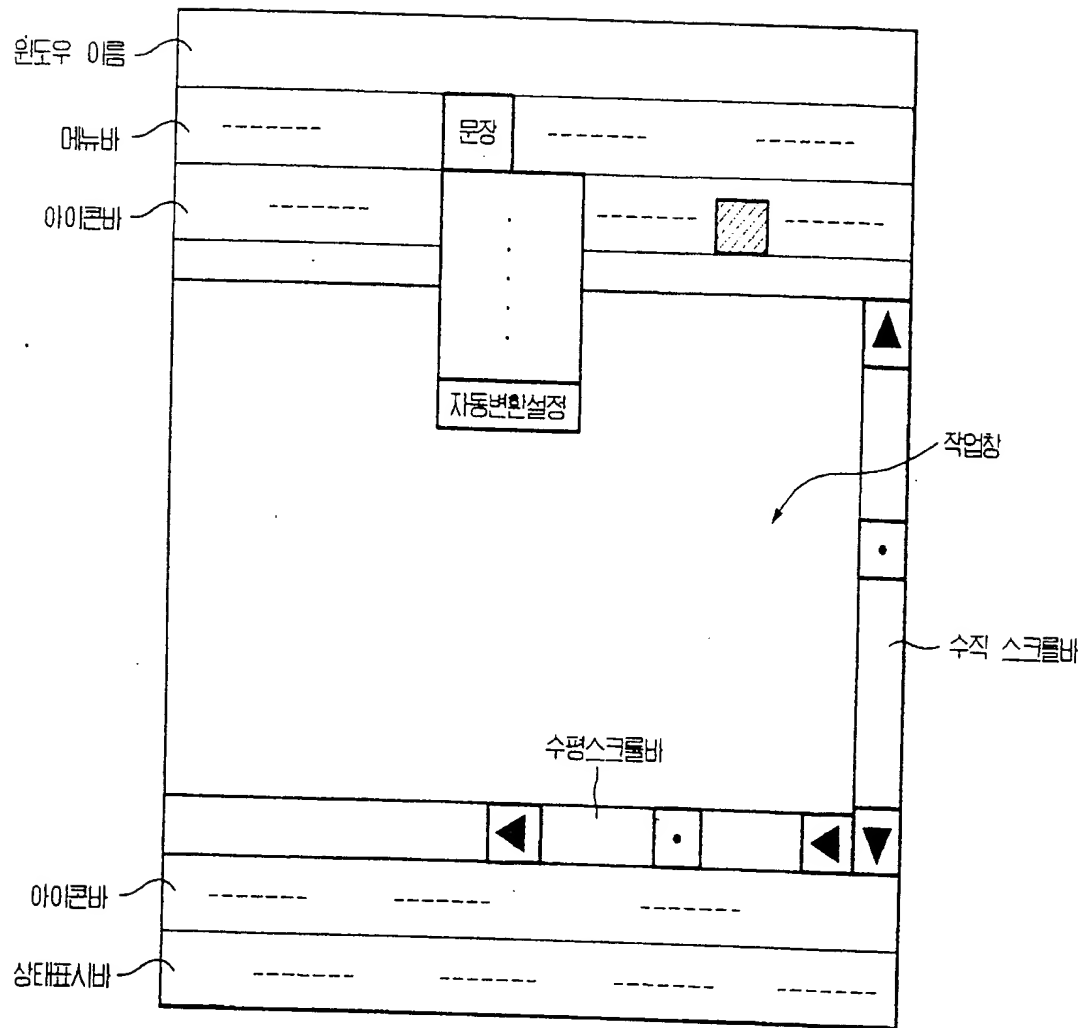 윈도우 이름
메뉴바
문장
아이콘바
자동변환설정
작업창
수직 스크롤바
수평스크롤바
아이콘바
상태표시바